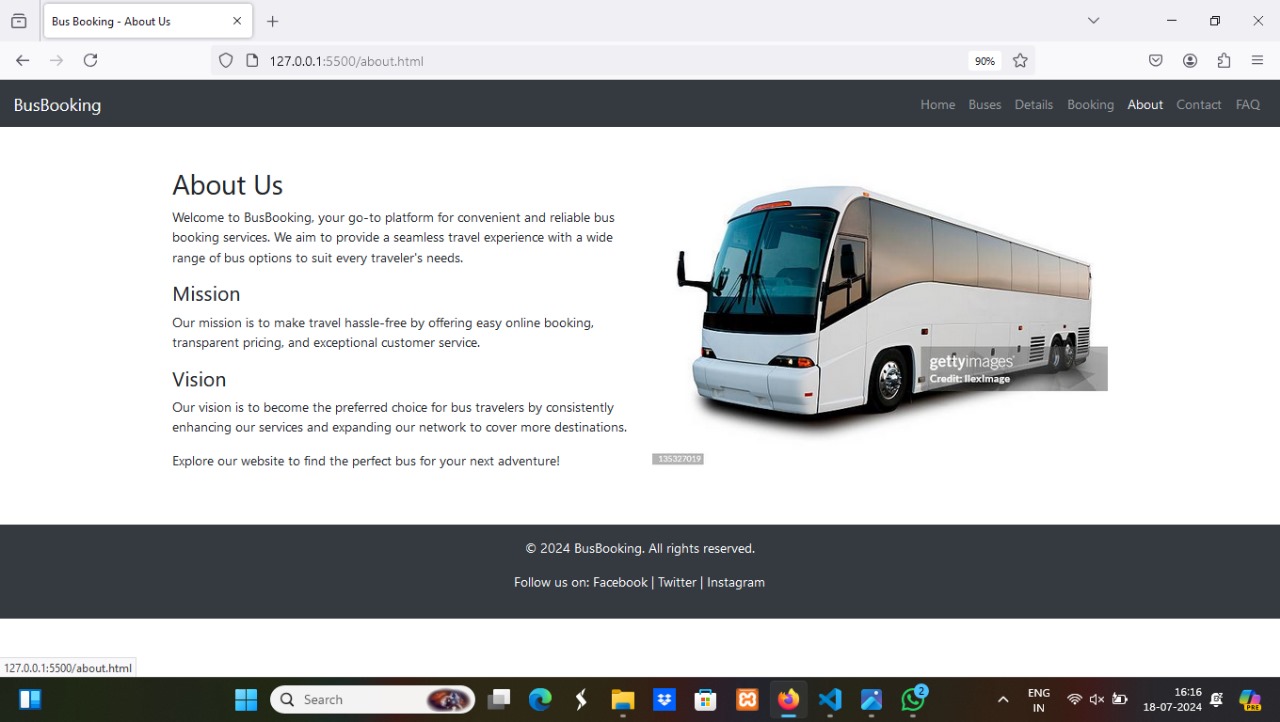 Bus Booking - About Us
127.0.0.1:5500/about.html
90%
BusBooking
Home Buses Details Booking About Contact FAQ
About Us
Welcome to BusBooking, your go-to platform for convenient and reliable bus
booking services. We aim to provide a seamless travel experience with a wide
range of bus options to suit every traveler's needs.
Mission
Our mission is to make travel hassle-free by offering easy online booking,
transparent pricing, and exceptional customer service.
Vision
Our vision is to become the preferred choice for bus travelers by consistently
enhancing our services and expanding our network to cover more destinations.
Explore our website to find the perfect bus for your next adventure!
gettyimages®
Credit: llexImage
135327019
© 2024 BusBooking. All rights reserved.
Follow us on: Facebook | Twitter | Instagram
127.0.0.1:5500/about.html
Search
2
ENG
IN
16:16
18-07-2024
PRE